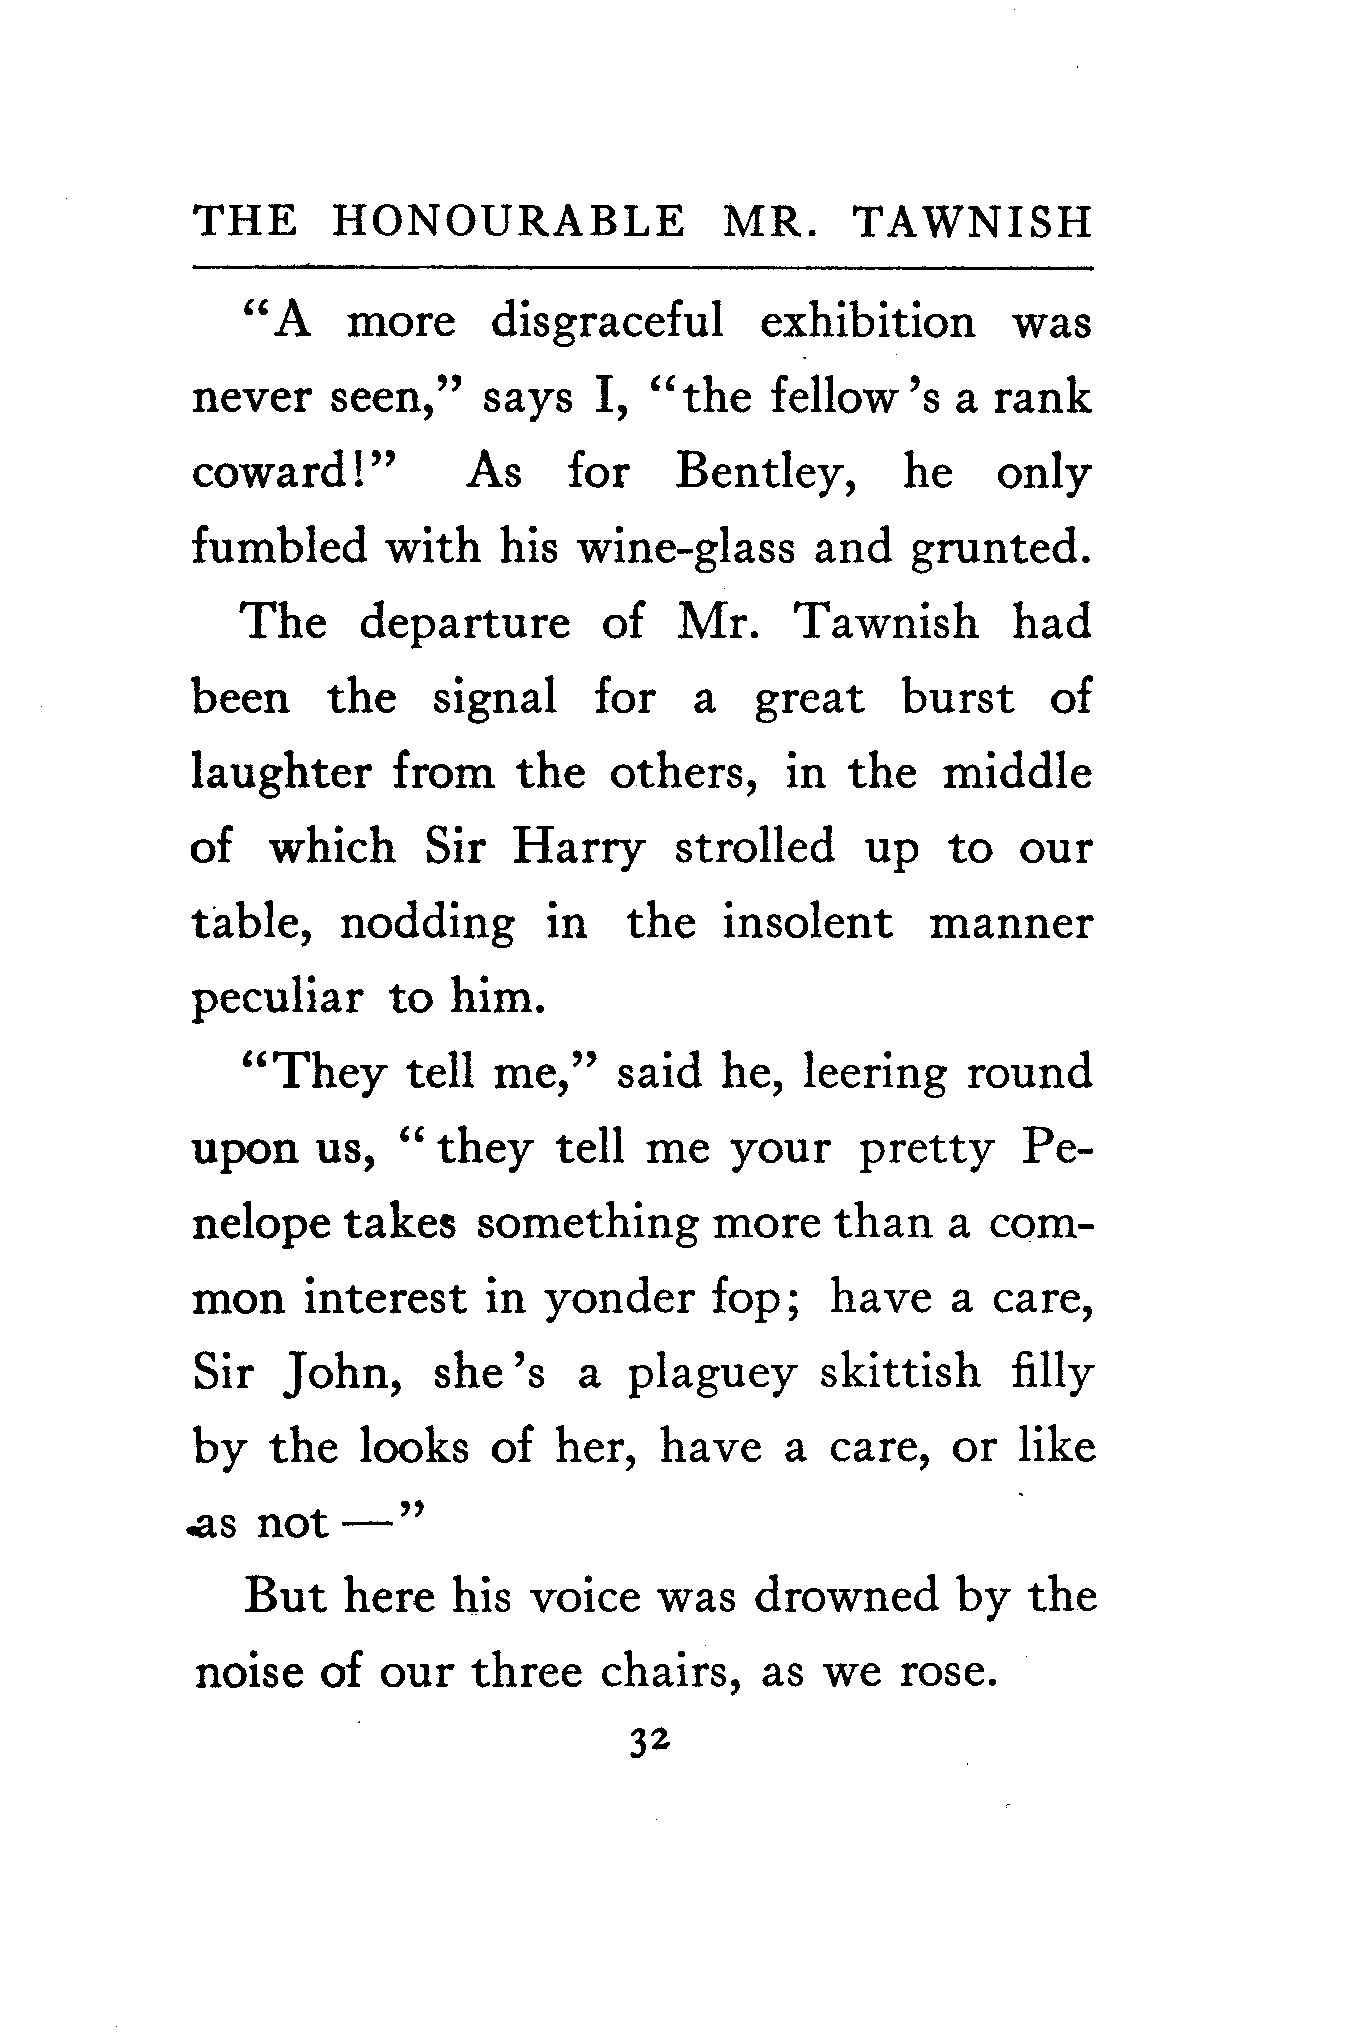 THE HONOURABLE MR. TAWNISH
“A more disgraceful exhibition was
never seen,” says I, “the fellow’s a rank
coward!” As for Bentley, he only
fumbled with his wine-glass and grunted.
The departure of Mr. Tawnish had
been the signal for a great burst of
laughter from the others, in the middle
of which Sir Harry strolled up to our
table, nodding in the insolent manner
peculiar to him.
“They tell me,” said he, leering round
upon us, “they tell me your pretty Pe-
nelope takes something more than a com-
mon interest in yonder fop; have a care,
Sir John, she’s a plaguey skittish filly
by the looks of her, have a care, or like
as not —”
But here his voice was drowned by the
noise of our three chairs, as we rose.
32